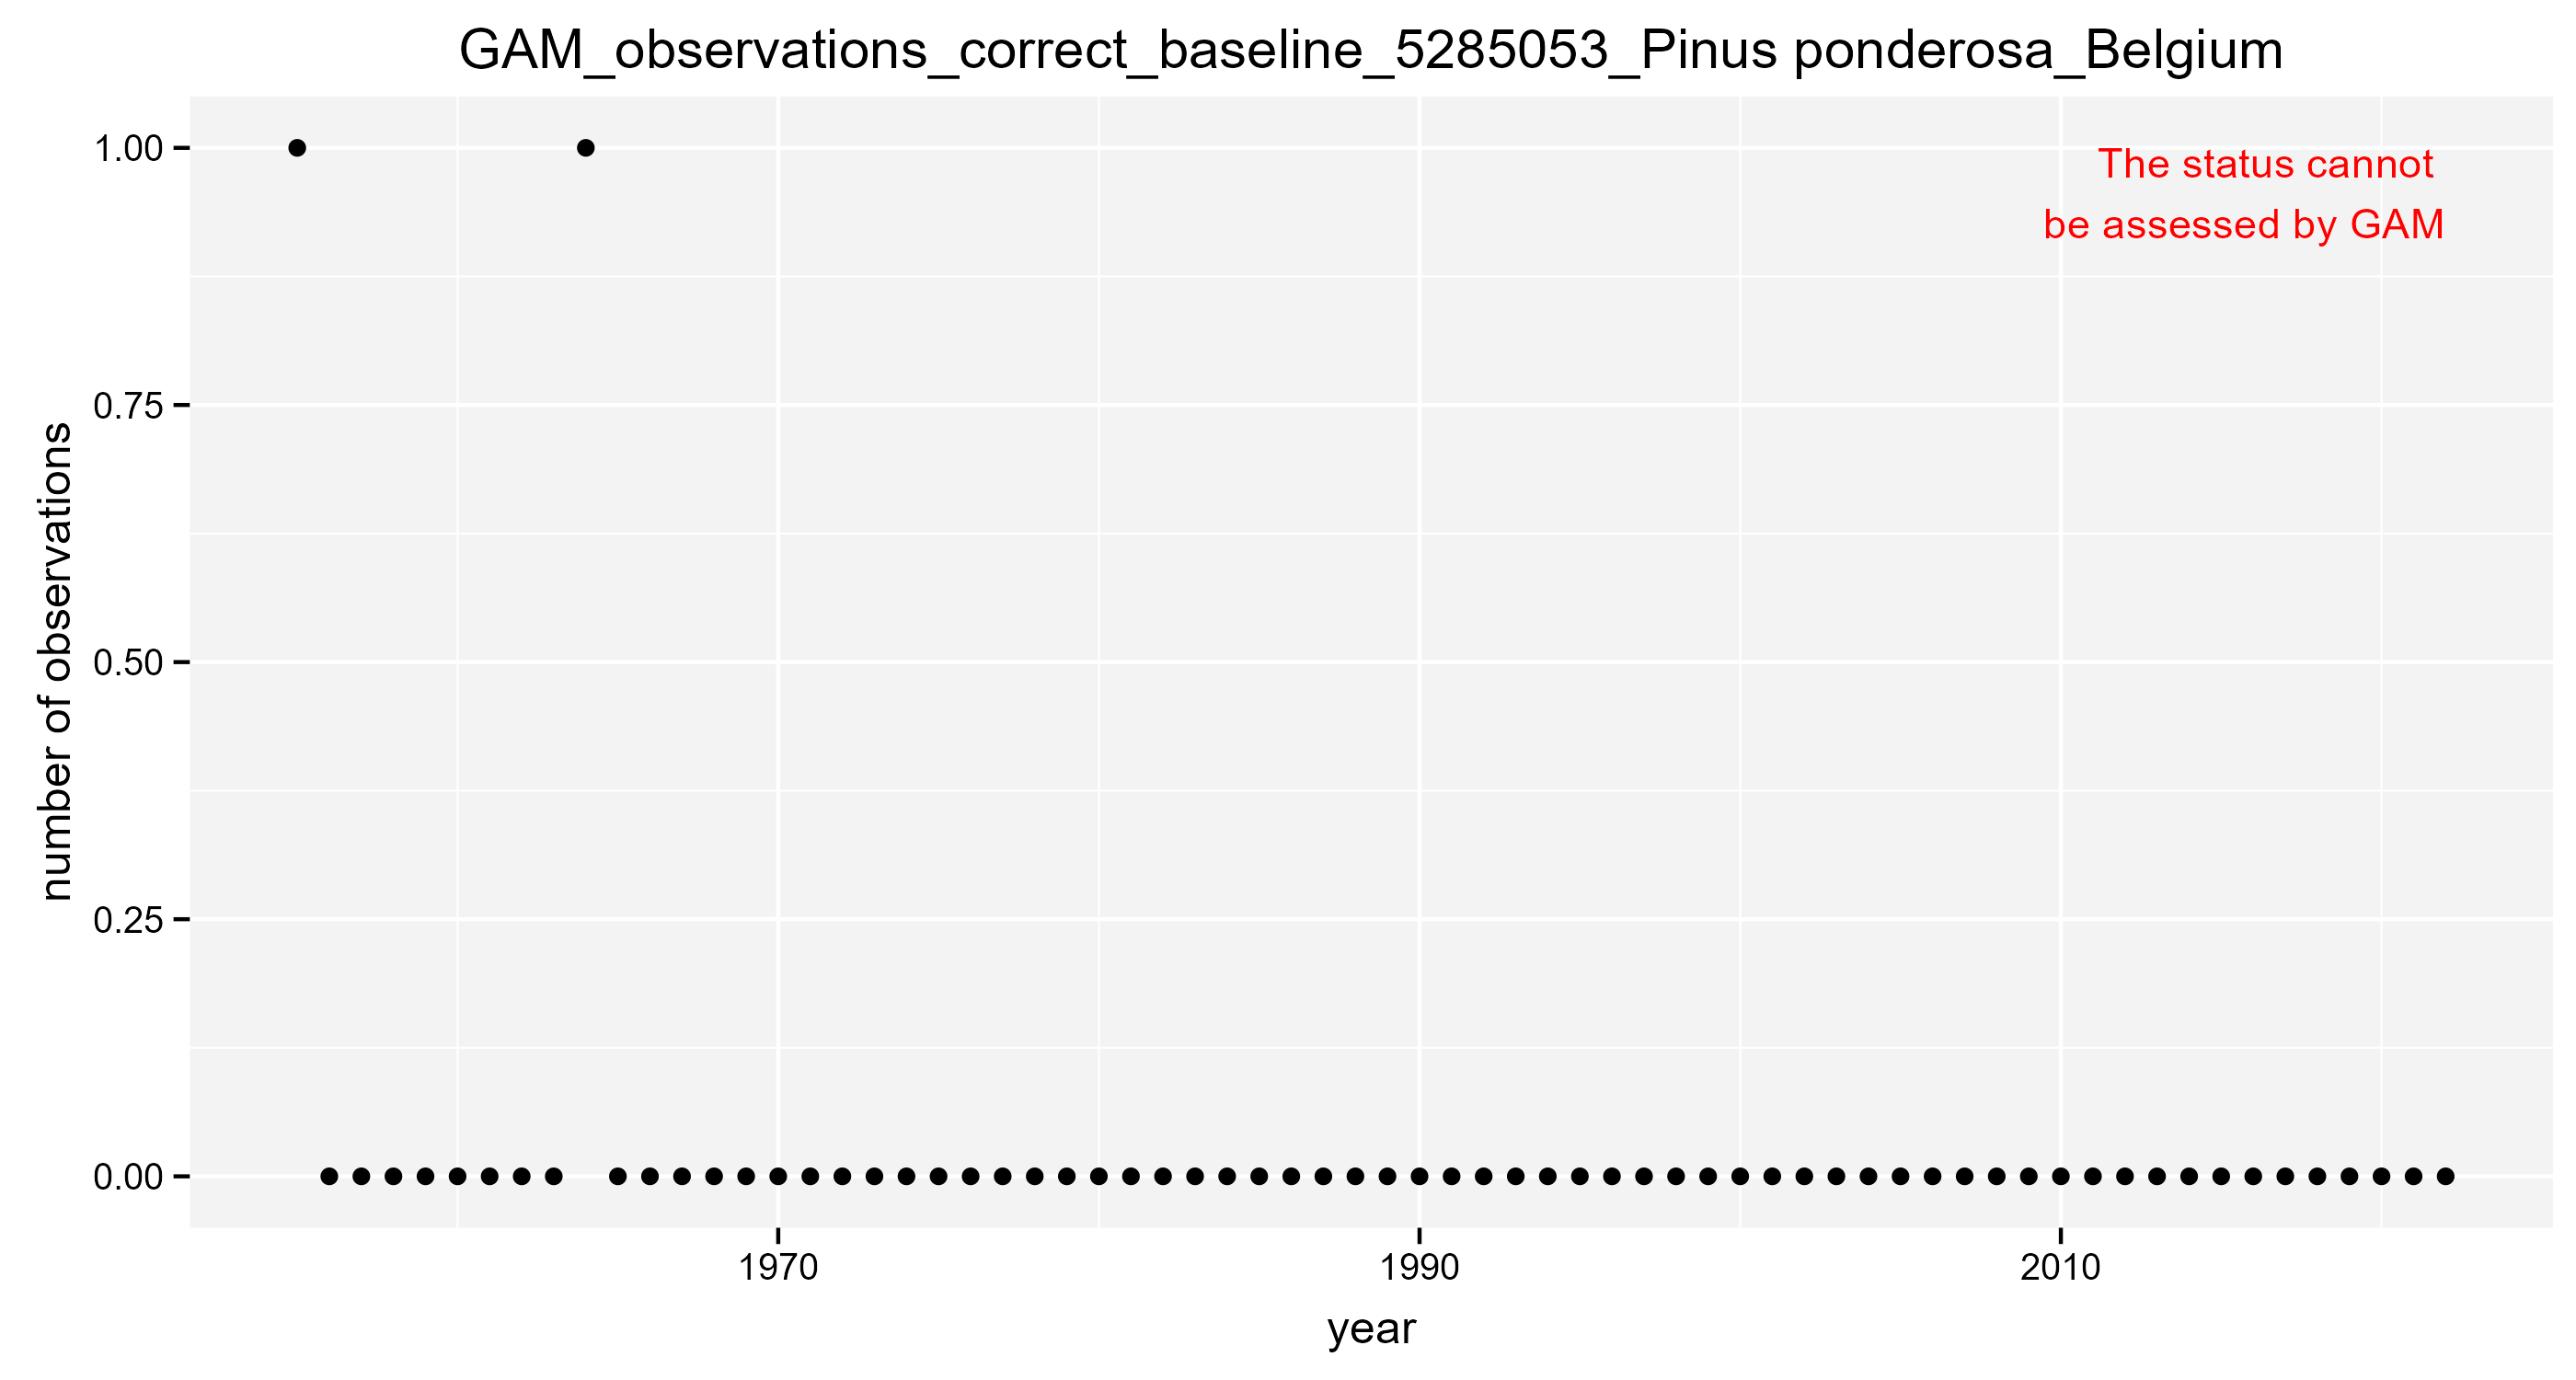 GAM_observations_correct_baseline_5285053_Pinus ponderosa_Belgium
1.00
The status cannot
be assessed by GAM
0.75
number of observations
0.50
0.25
0.00
1970
1990
2010
year